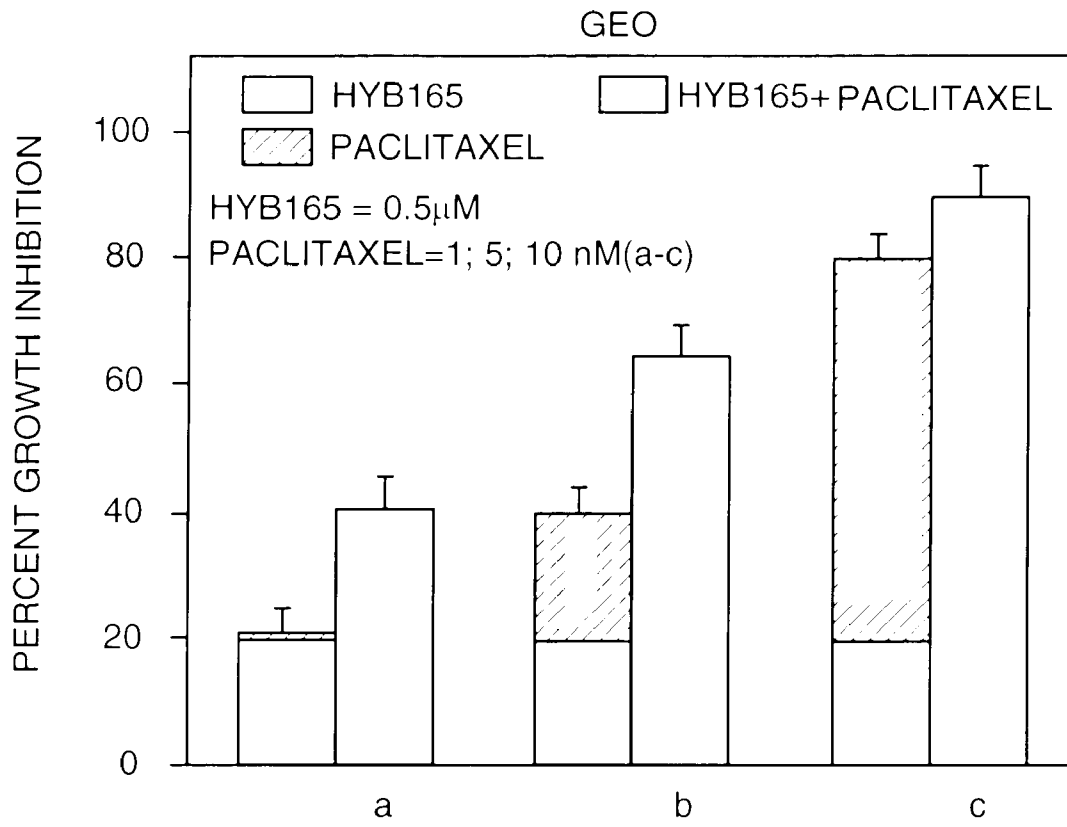 GEO
HYB165
HYB165+ PACLITAXEL
PACLITAXEL
HYB165 = 0.5µM
PACLITAXEL=1; 5; 10 nM(a-c)
PERCENT GROWTH INHIBITION
100
80
60
40
20
0
a b c